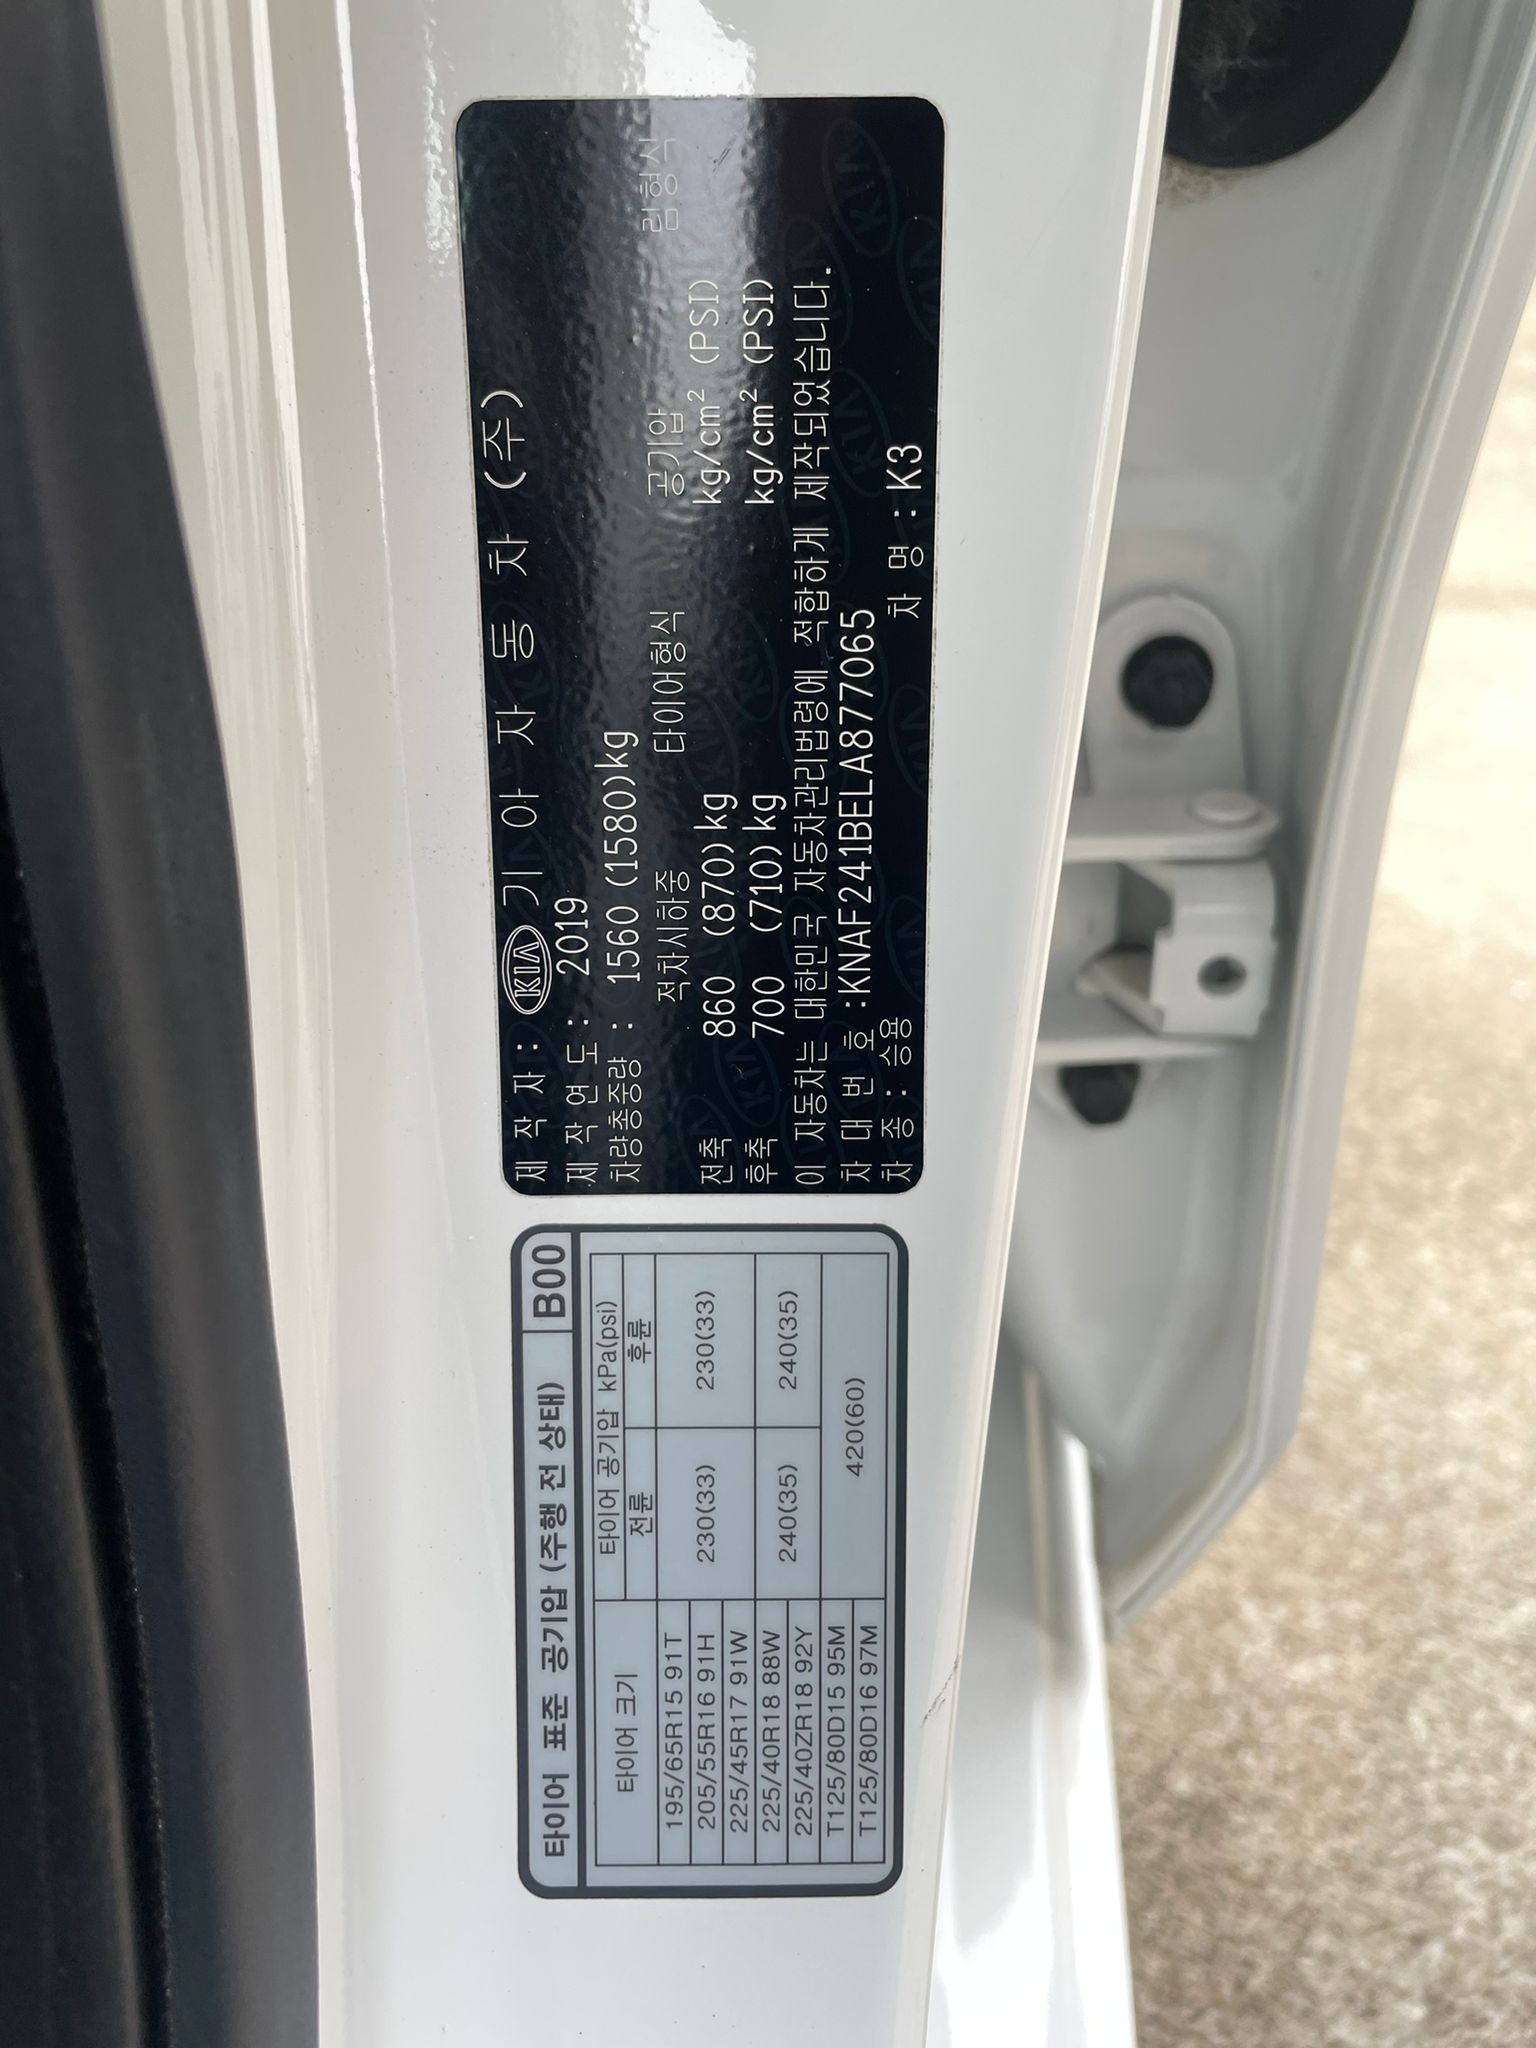 제 작 자: KIA 기 아 자 동 차 (주)
제 작 연 도: 2019
차량총중량: 1560 (1580)kg
적차시하중 타이어형식 공기압 림형식
전축 860 (870)kg kg/cm² (PSI)
후축 700 (710)kg kg/cm² (PSI)
이 자동차는 대한민국 자동차관리법령에 적합하게 제작되었습니다.
차 대 번 호:KNAF241BELA877065
차 종: 승용 차 명:K3
타이어 표준 공기압 (주행 전 상태) B00
타이어 크기 타이어 공기압 kPa(psi)
전륜 후륜
195/65R15 91T
205/55R16 91H 230(33) 230(33)
225/45R17 91W
225/40R18 88W 240(35) 240(35)
225/40ZR18 92Y
T125/80D15 95M 420(60)
T125/80D16 97M